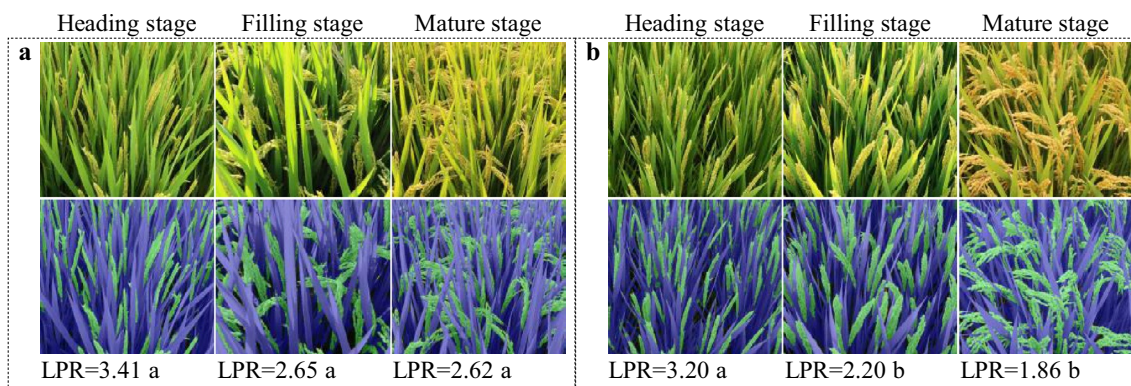 Heading stage Filling stage Mature stage Heading stage Filling stage Mature stage
a b
LPR=3.41 a LPR=2.65 a LPR=2.62 a LPR=3.20 a LPR=2.20 b LPR=1.86 b